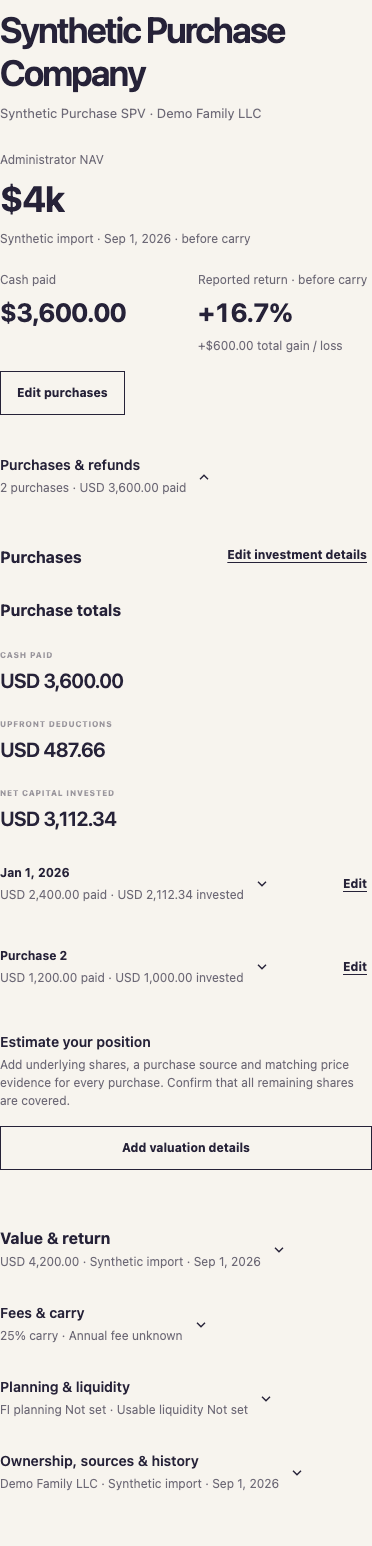 Synthetic Purchase
Company
Synthetic Purchase SPV · Demo Family LLC
Administrator NAV
$4k
Synthetic import · Sep 1, 2026 · before carry
Cash paid
$3,600.00
Reported return · before carry
+16.7%
+$600.00 total gain / loss
Edit purchases
Purchases & refunds
2 purchases · USD 3,600.00 paid
Purchases
Edit investment details
Purchase totals
CASH PAID
USD 3,600.00
UPFRONT DEDUCTIONS
USD 487.66
NET CAPITAL INVESTED
USD 3,112.34
Jan 1, 2026
USD 2,400.00 paid · USD 2,112.34 invested
Edit
Purchase 2
USD 1,200.00 paid · USD 1,000.00 invested
Edit
Estimate your position
Add underlying shares, a purchase source and matching price
evidence for every purchase. Confirm that all remaining shares
are covered.
Add valuation details
Value & return
USD 4,200.00 · Synthetic import · Sep 1, 2026
Fees & carry
25% carry · Annual fee unknown
Planning & liquidity
FI planning Not set · Usable liquidity Not set
Ownership, sources & history
Demo Family LLC · Synthetic import · Sep 1, 2026